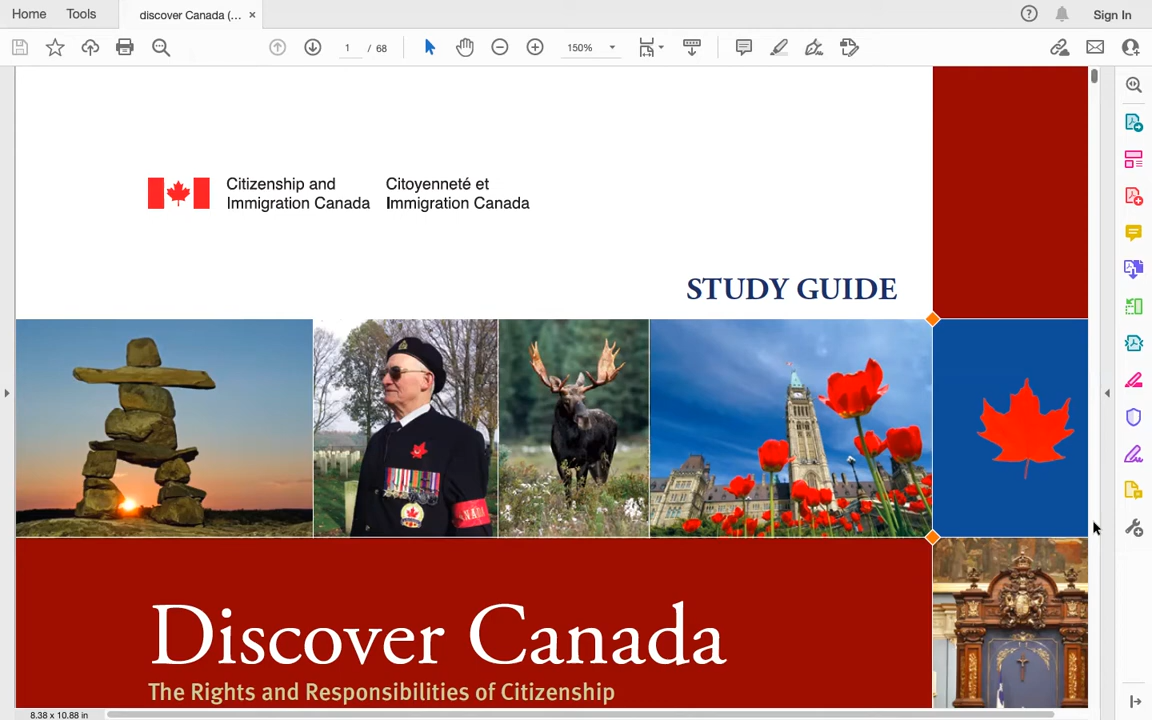 Home Tools discover Canada (... × Sign In
1 / 68 150%
Citizenship and Citoyenneté et
Immigration Canada Immigration Canada
STUDY GUIDE
CANADA
Discover Canada
The Rights and Responsibilities of Citizenship
8.38 x 10.88 in